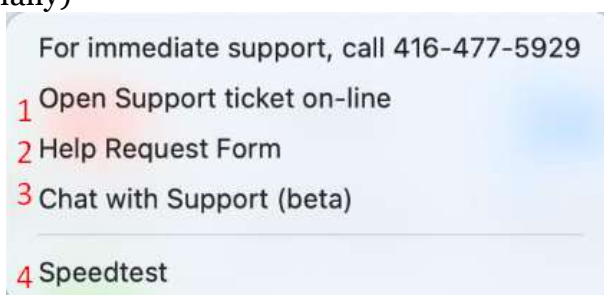 For immediate support, call 416-477-5929
1 Open Support ticket on-line
2 Help Request Form
3 Chat with Support (beta)
4 Speedtest